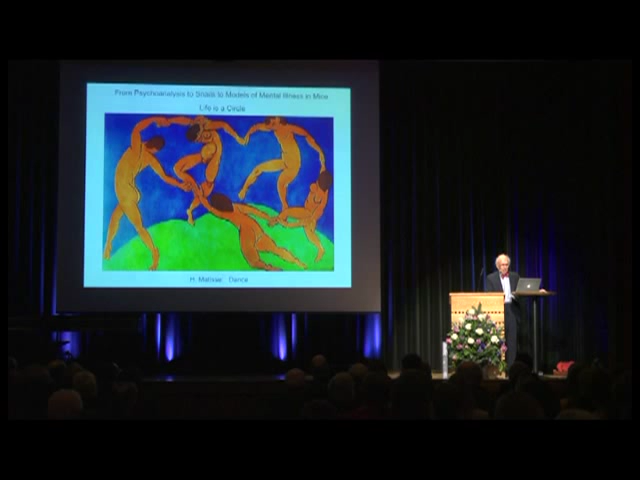 From Psychoanalysis to Snails to Models of Mental Illness in Mice
Life is a Circle
H. Matisse Dance